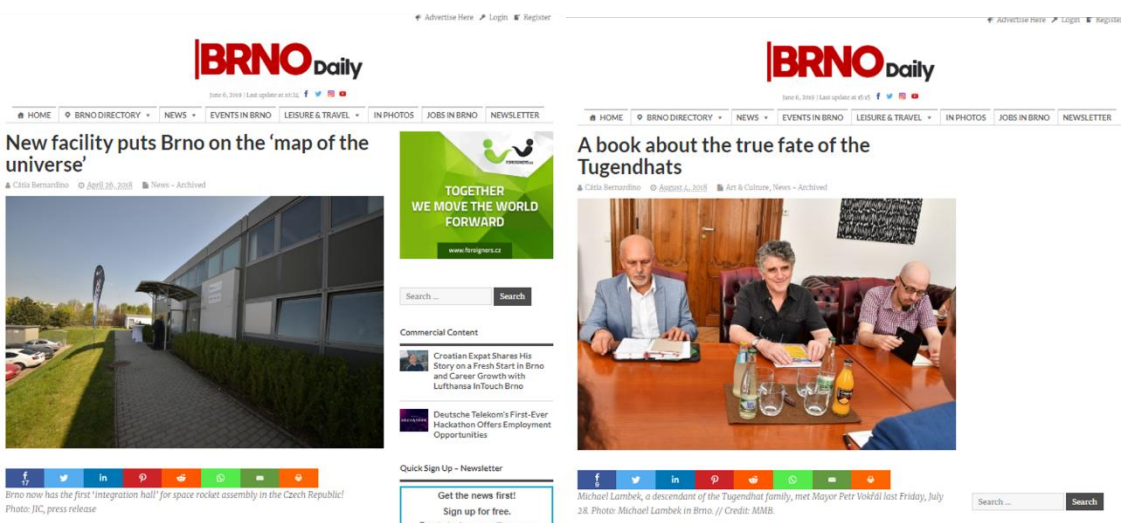 Advertise Here Login Register
BRNO Daily
June 6, 2019 | Last update at
HOME BRNO DIRECTORY NEWS EVENTS IN BRNO LEISURE & TRAVEL IN PHOTOS JOBS IN BRNO NEWSLETTER
New facility puts Brno on the ‘map of the
universe’
Cátia Bernardino April 26, 2018 News – Archived
FOREIGNERS.cz
TOGETHER
WE MOVE THE WORLD
FORWARD
www.foreigners.cz
Search ... Search
Commercial Content
Croatian Expat Shares His
Story on a Fresh Start in Brno
and Career Growth with
Lufthansa InTouch Brno
Deutsche Telekom's First-Ever
Hackathon Offers Employment
Opportunities
17
Brno now has the first ‘integration hall’ for space rocket assembly in the Czech Republic!
Photo: JIC, press release
Quick Sign Up – Newsletter
Get the news first!
Sign up for free.
Advertise Here Login Register
BRNO Daily
June 6, 2019 | Last update at
HOME BRNO DIRECTORY NEWS EVENTS IN BRNO LEISURE & TRAVEL IN PHOTOS JOBS IN BRNO NEWSLETTER
A book about the true fate of the
Tugendhats
Cátia Bernardino August 4, 2018 Art & Culture, News – Archived
9
Michael Lambek, a descendant of the Tugendhat family, met Mayor Petr Vokřál last Friday, July
28. Photo: Michael Lambek in Brno. // Credit: MMB.
Search ... Search